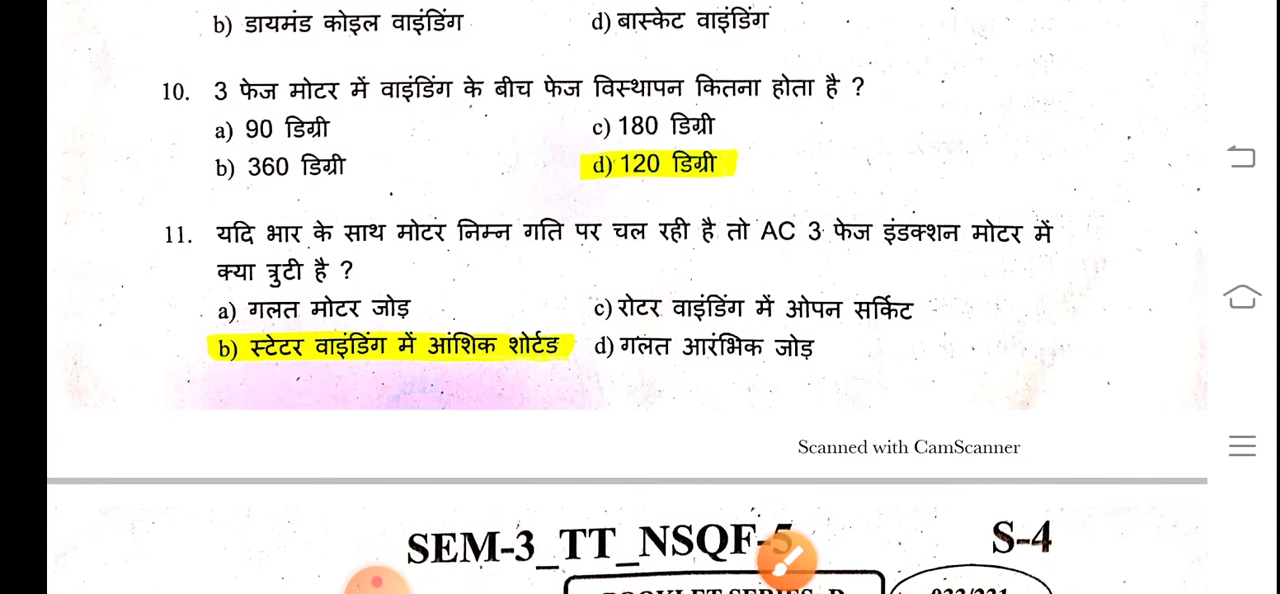 b) डायमंड कोइल वाइंडिंग
d) बास्केट वाइंडिंग
10. 3 फेज मोटर में वाइंडिंग के बीच फेज विस्थापन कितना होता है ?
a) 90 डिग्री
c) 180 डिग्री
b) 360 डिग्री
d) 120 डिग्री
11. यदि भार के साथ मोटर निम्न गति पर चल रही है तो AC 3 फेज इंडक्शन मोटर में
क्या त्रुटी है ?
a) गलत मोटर जोड़
c) रोटर वाइंडिंग में ओपन सर्किट
b) स्टेटर वाइंडिंग में आंशिक शोर्टड
d) गलत आरंभिक जोड़
Scanned with CamScanner
SEM-3_TT_NSQF-5
S-4